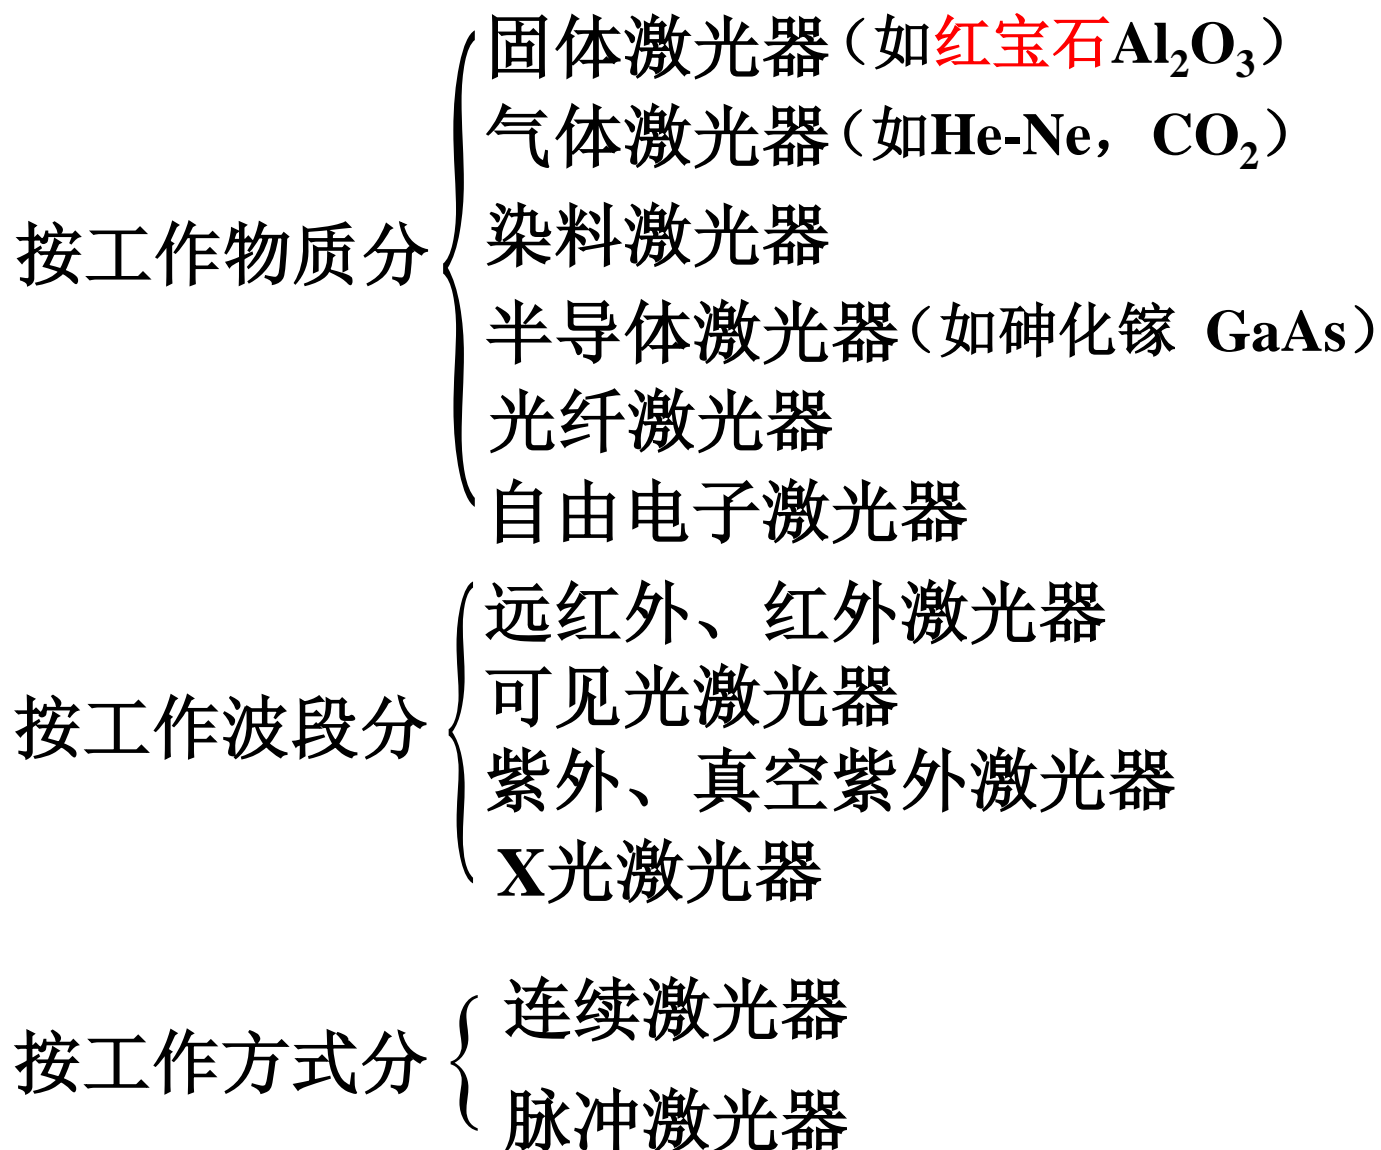 按工作物质分
固体激光器（如红宝石Al₂O₃）
气体激光器（如He-Ne，CO₂）
染料激光器
半导体激光器（如砷化镓 GaAs）
光纤激光器
自由电子激光器
按工作波段分
远红外、红外激光器
可见光激光器
紫外、真空紫外激光器
X光激光器
按工作方式分
连续激光器
脉冲激光器